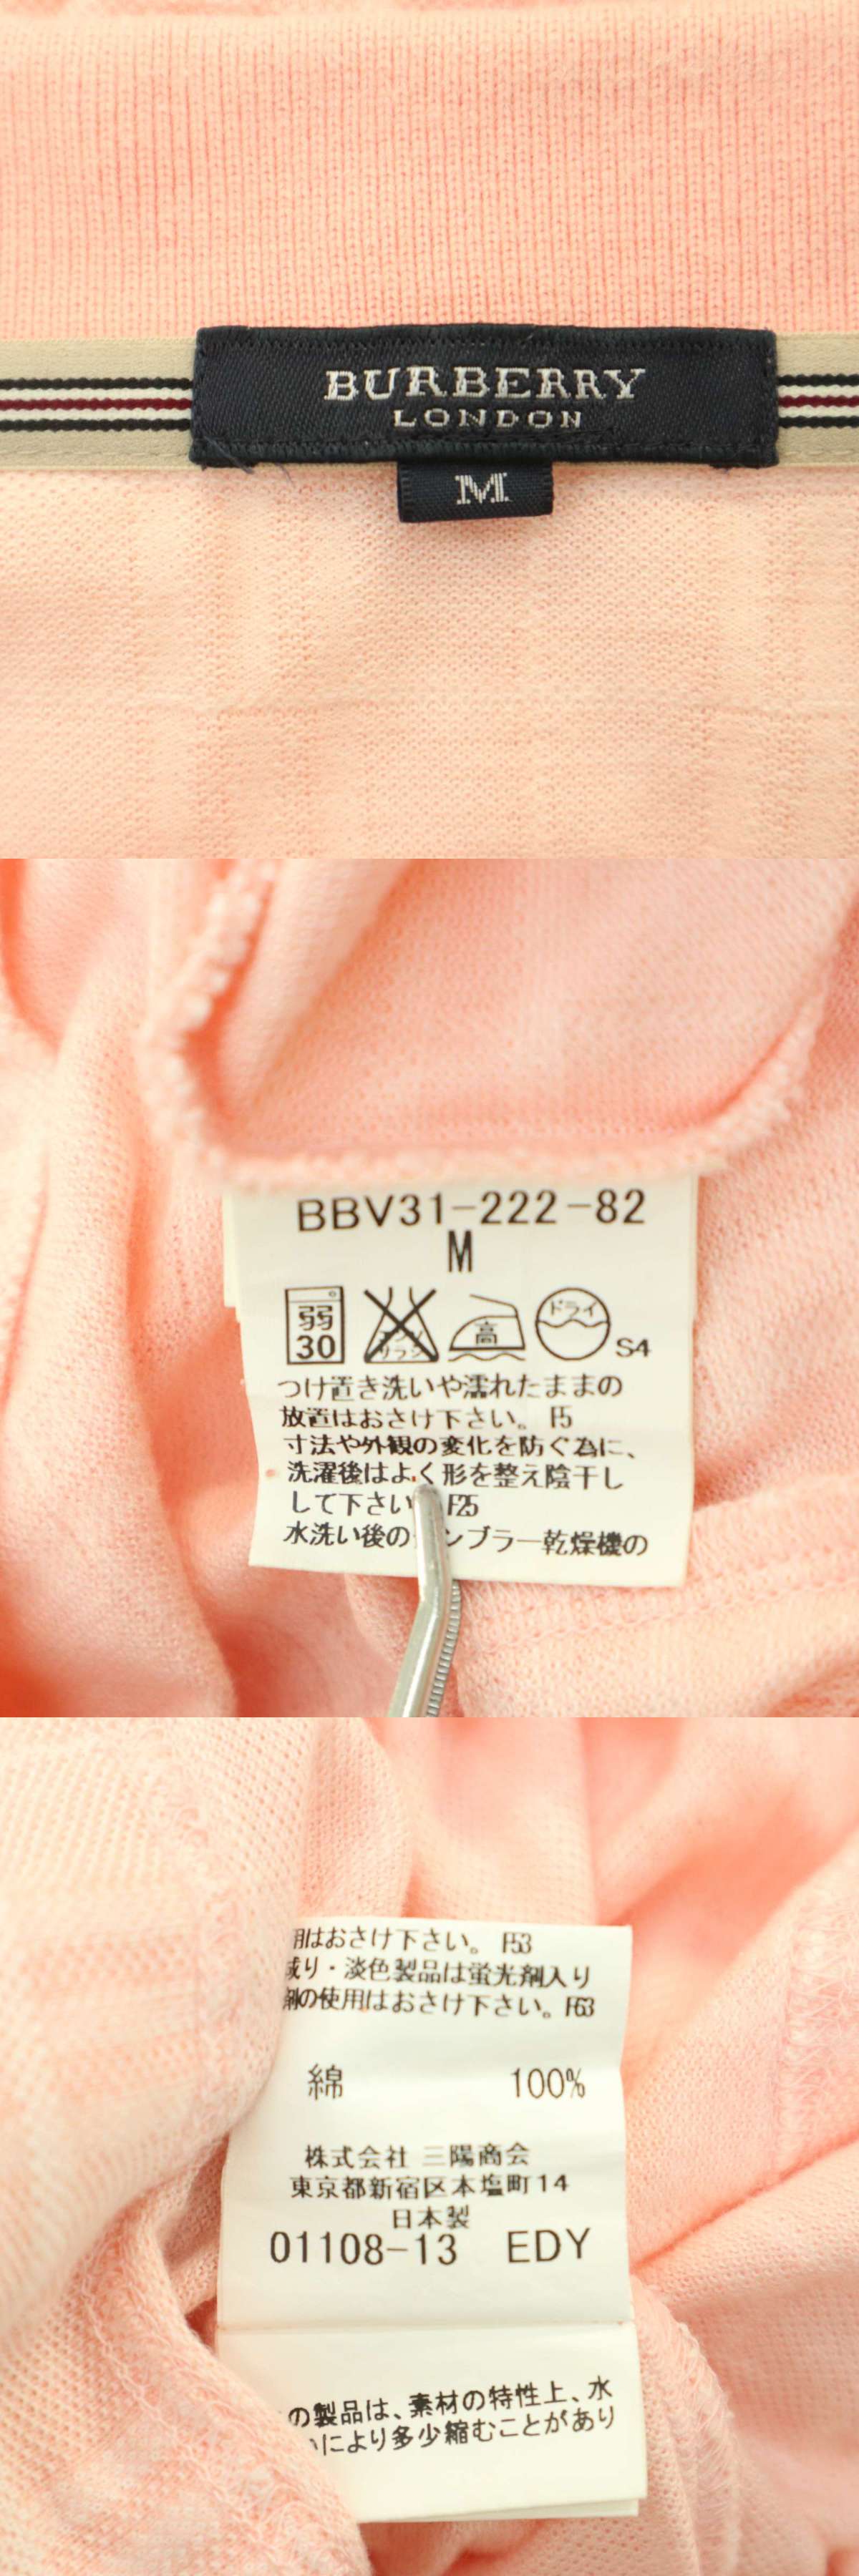 BURBERRY
LONDON
M
BBV31-222-82
M
弱
30
高
ドライ
S4
つけ置き洗いや濡れたままの
放置はおさけ下さい。 F5
寸法や外観の変化を防ぐ為に、
洗濯後はよく形を整え陰干し
して下さい F25
水洗い後の ンブラー乾燥機の
用はおさけ下さい。 F53
り・淡色製品は蛍光剤入り
剤の使用はおさけ下さい。F63
綿 100%
株式会社 三陽商会
東京都新宿区本塩町14
日本製
01108-13 EDY
の製品は、素材の特性上、水
により多少縮むことがあり